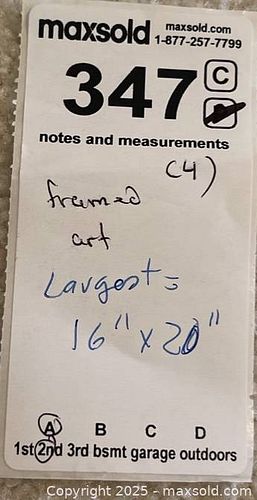 maxsold maxsold.com
1-877-257-7799
347 C
notes and measurements
(4)
framed
art
Largest =
16" x 20"
A B C D
1st 2nd 3rd bsmt garage outdoors
Copyright 2025 - maxsold.com